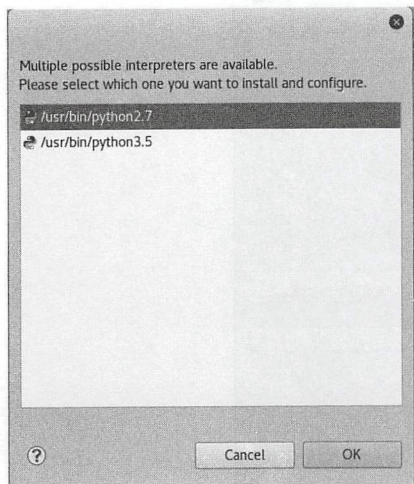 Multiple possible interpreters are available.
Please select which one you want to install and configure.
/usr/bin/python2.7
/usr/bin/python3.5
?
Cancel
OK